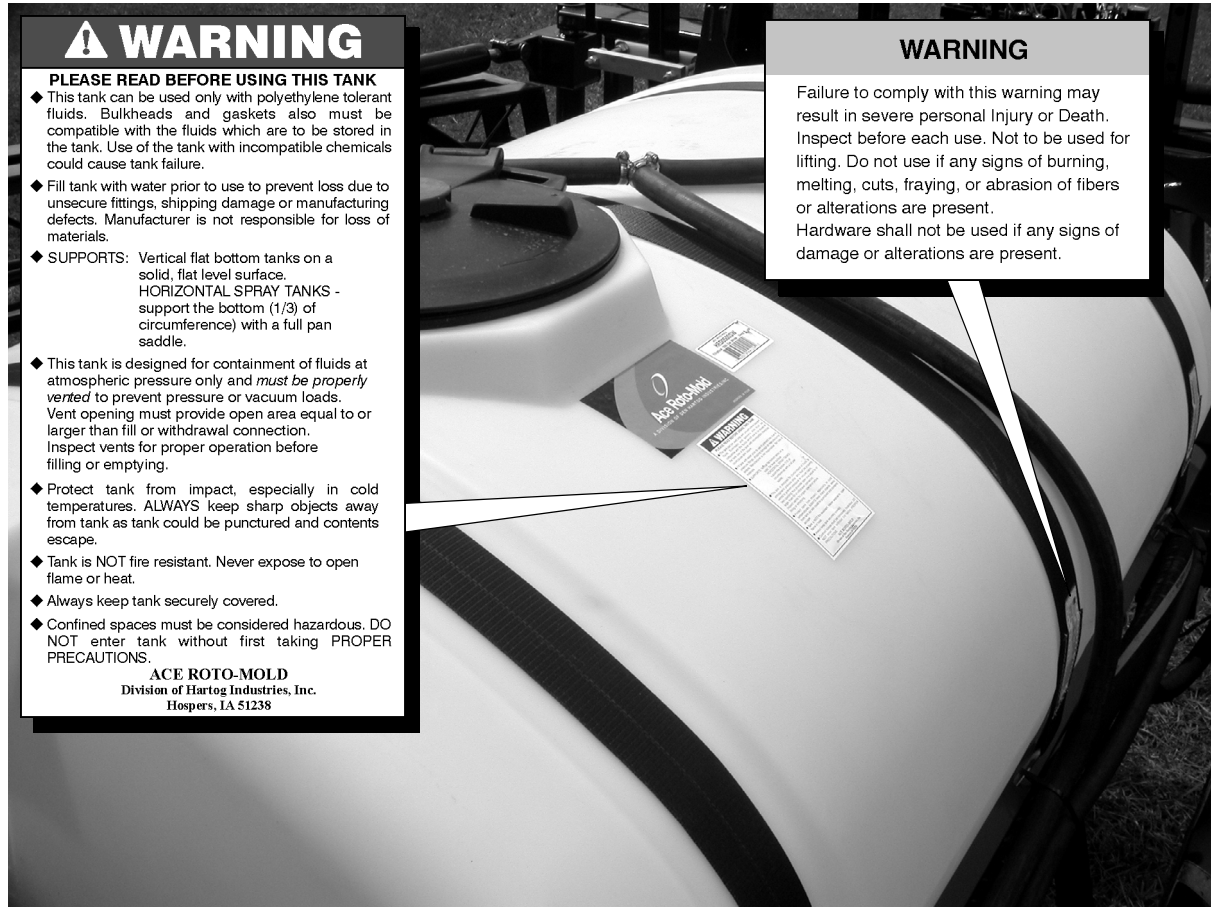 WARNING
PLEASE READ BEFORE USING THIS TANK
◆ This tank can be used only with polyethylene tolerant
fluids. Bulkheads and gaskets also must be
compatible with the fluids which are to be stored in
the tank. Use of the tank with incompatible chemicals
could cause tank failure.
◆ Fill tank with water prior to use to prevent loss due to
unsecure fittings, shipping damage or manufacturing
defects. Manufacturer is not responsible for loss of
materials.
◆ SUPPORTS: Vertical flat bottom tanks on a
solid, flat level surface.
HORIZONTAL SPRAY TANKS -
support the bottom (1/3) of
circumference) with a full pan
saddle.
◆ This tank is designed for containment of fluids at
atmospheric pressure only and must be properly
vented to prevent pressure or vacuum loads.
Vent opening must provide open area equal to or
larger than fill or withdrawal connection.
Inspect vents for proper operation before
filling or emptying.
◆ Protect tank from impact, especially in cold
temperatures. ALWAYS keep sharp objects away
from tank as tank could be punctured and contents
escape.
◆ Tank is NOT fire resistant. Never expose to open
flame or heat.
◆ Always keep tank securely covered.
◆ Confined spaces must be considered hazardous. DO
NOT enter tank without first taking PROPER
PRECAUTIONS.
ACE ROTO-MOLD
Division of Hartog Industries, Inc.
Hospers, IA 51238
WARNING
Failure to comply with this warning may
result in severe personal Injury or Death.
Inspect before each use. Not to be used for
lifting. Do not use if any signs of burning,
melting, cuts, fraying, or abrasion of fibers
or alterations are present.
Hardware shall not be used if any signs of
damage or alterations are present.
Ace Roto-Mold
WARNING